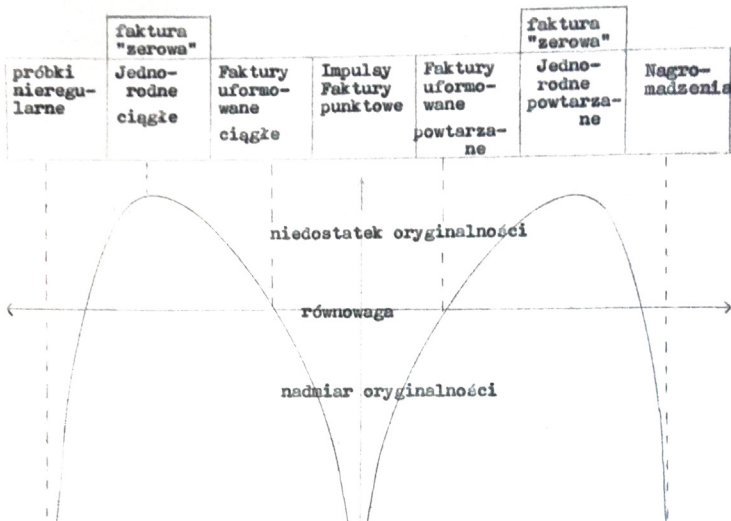 faktura
"zerowa"
faktura
"zerowa"
próbki
nieregu-
larne
Jedno-
rodne
ciągłe
Faktury
uformo-
wane
ciągłe
Impulsy
Faktury
punktowe
Faktury
uformo-
wane
powtarza-
ne
Jedno-
rodne
powtarza-
ne
Nagro-
madzenia
niedostatek oryginalności
równowaga
nadmiar oryginalności